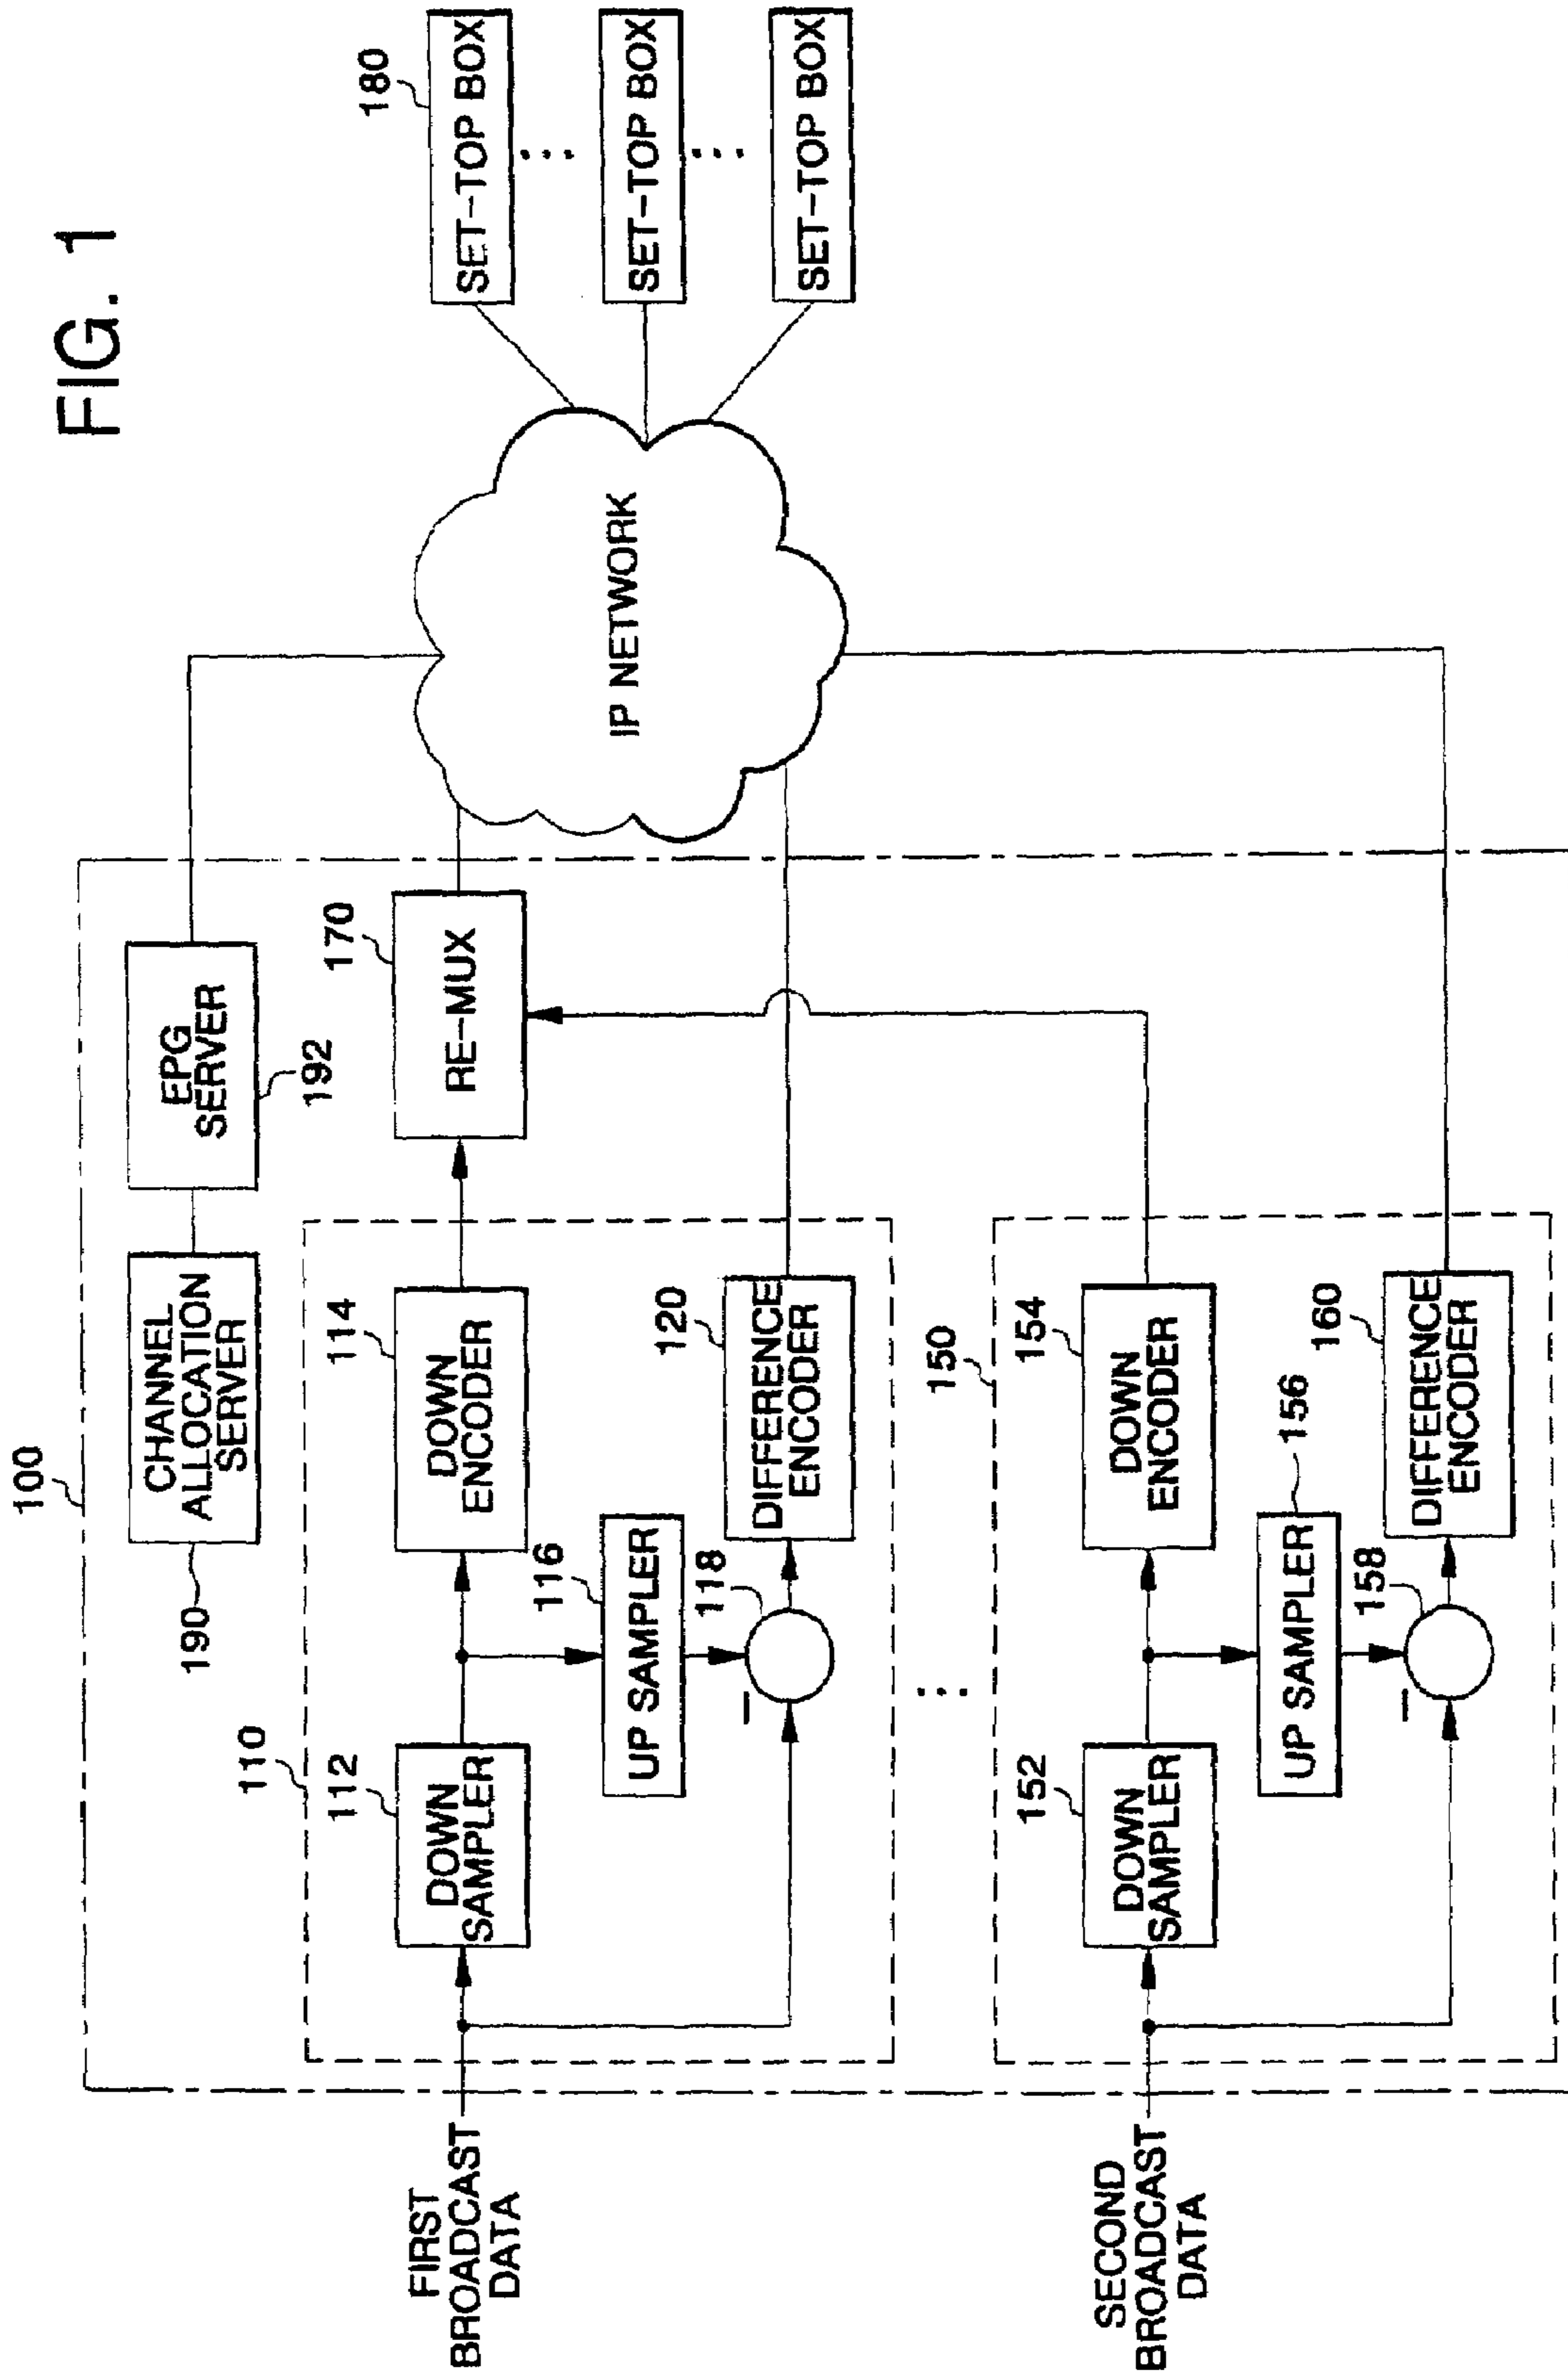 FIG. 1
100
190
CHANNEL
ALLOCATION
SERVER
EPG
SERVER
192
110
FIRST
BROADCAST
DATA
112
DOWN
SAMPLER
114
DOWN
ENCODER
170
RE-MUX
116
UP SAMPLER
118
120
DIFFERENCE
ENCODER
IP NETWORK
180
SET-TOP BOX
SET-TOP BOX
SET-TOP BOX
150
SECOND
BROADCAST
DATA
152
DOWN
SAMPLER
154
DOWN
ENCODER
UP SAMPLER
156
158
160
DIFFERENCE
ENCODER